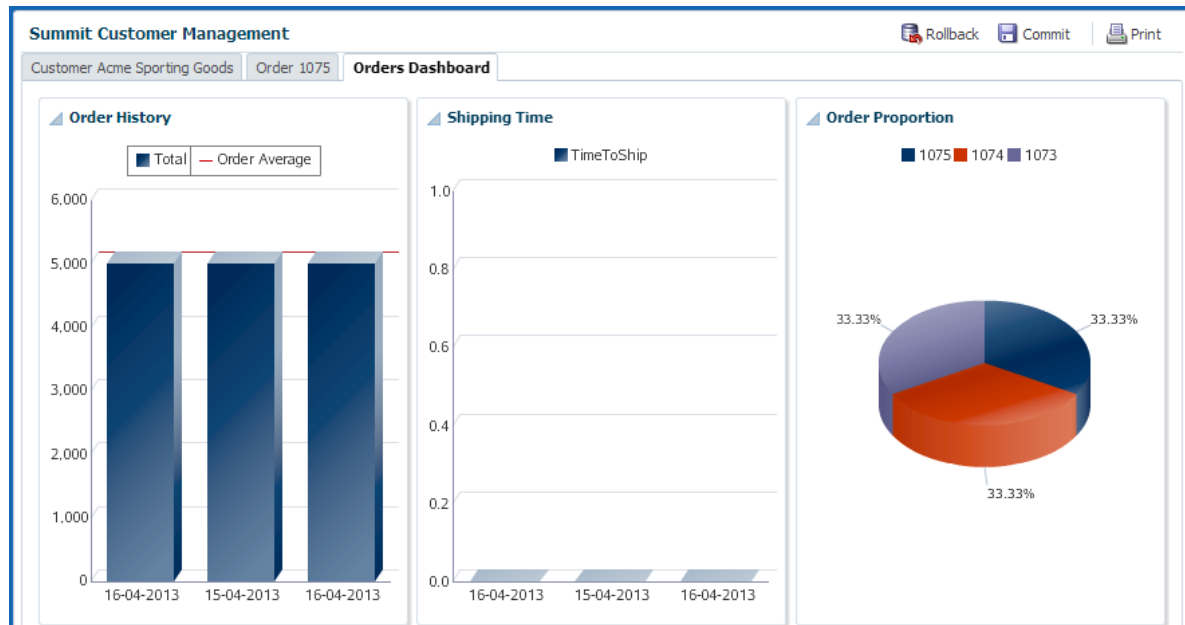 Summit Customer Management
Rollback Commit Print
Customer Acme Sporting Goods Order 1075 Orders Dashboard
Order History
Total Order Average
6,000
5,000
4,000
3,000
2,000
1,000
0
16-04-2013 15-04-2013 16-04-2013
Shipping Time
TimeToShip
1.0
0.8
0.6
0.4
0.2
0.0
16-04-2013 15-04-2013 16-04-2013
Order Proportion
1075 1074 1073
33.33% 33.33%
33.33%